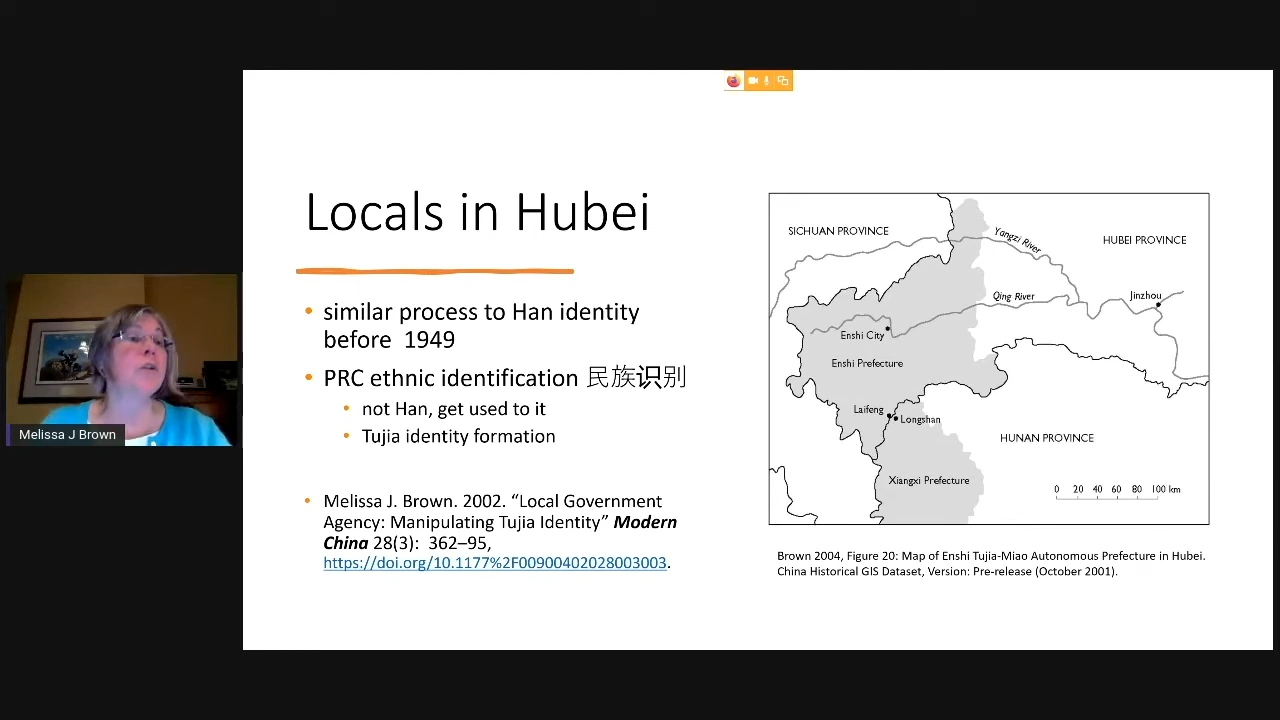 Locals in Hubei
• similar process to Han identity
before 1949
• PRC ethnic identification 民族识别
• not Han, get used to it
• Tujia identity formation
• Melissa J. Brown. 2002. “Local Government
Agency: Manipulating Tujia Identity” Modern
China 28(3): 362–95,
https://doi.org/10.1177%2F00900402028003003.
SICHUAN PROVINCE
Yangzi River
HUBEI PROVINCE
Qing River
Jinzhou
Enshi City
Enshi Prefecture
Laifeng
Longshan
HUNAN PROVINCE
Xiangxi Prefecture
0 20 40 60 80 100 km
Brown 2004, Figure 20: Map of Enshi Tujia-Miao Autonomous Prefecture in Hubei.
China Historical GIS Dataset, Version: Pre-release (October 2001).
Melissa J Brown